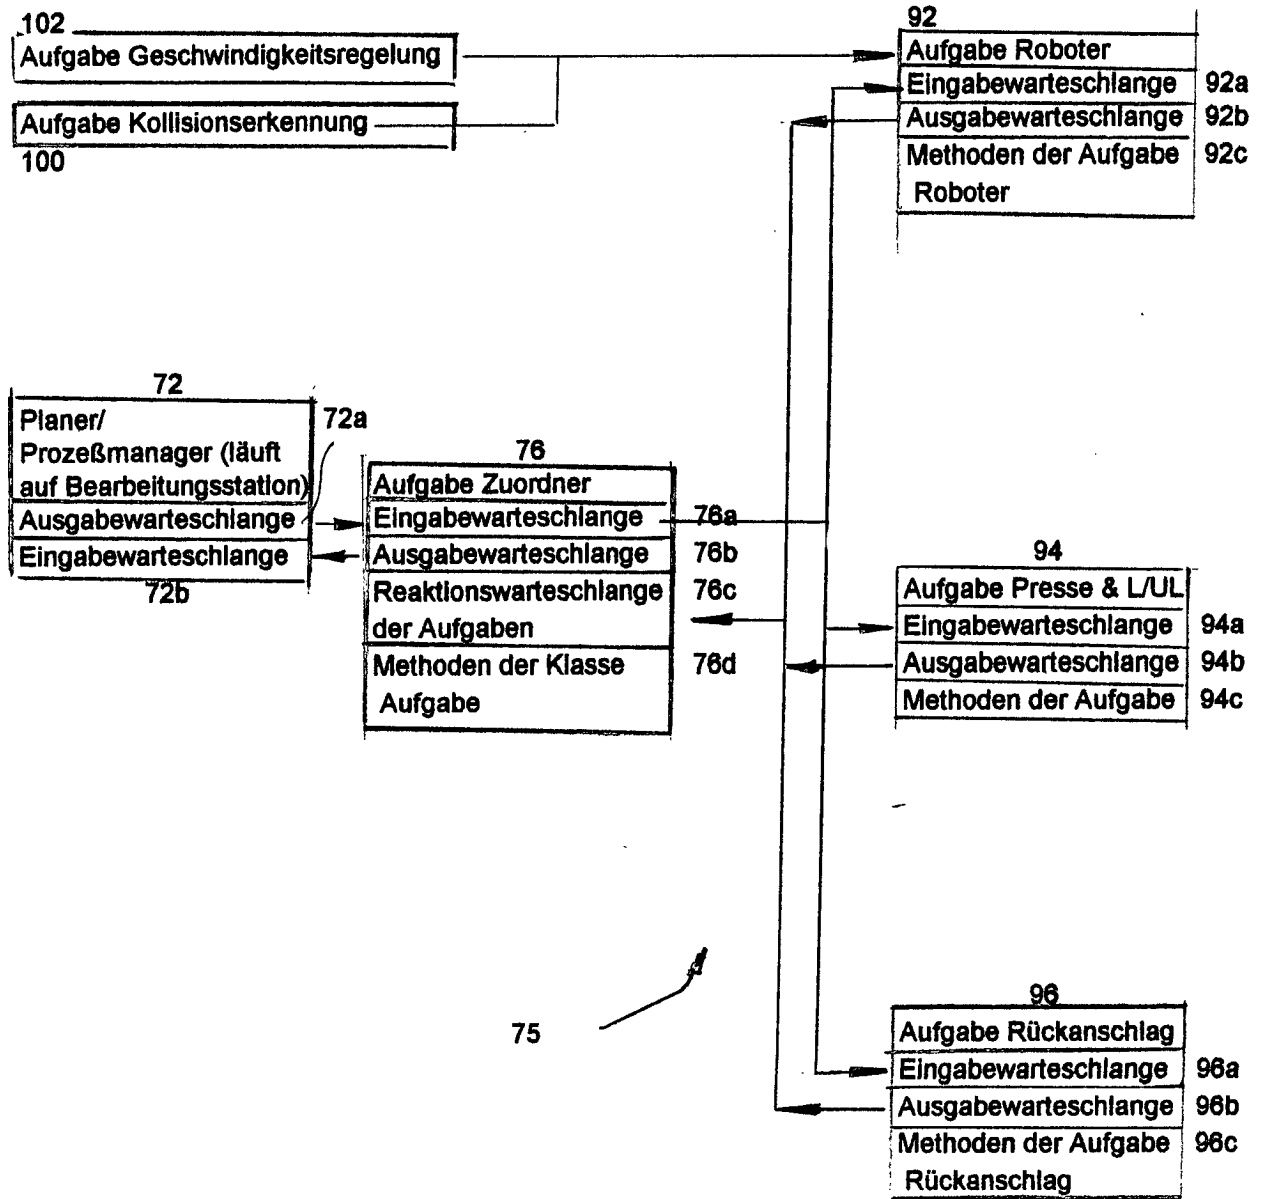 102
Aufgabe Geschwindigkeitsregelung
Aufgabe Kollisionserkennung
100
92
Aufgabe Roboter
Eingabewarteschlange 92a
Ausgabewarteschlange 92b
Methoden der Aufgabe 92c
Roboter
72
Planer/ 72a
Prozeßmanager (läuft
auf Bearbeitungsstation)
Ausgabewarteschlange
Eingabewarteschlange
72b
76
Aufgabe Zuordner
Eingabewarteschlange 76a
Ausgabewarteschlange 76b
Reaktionswarteschlange 76c
der Aufgaben
Methoden der Klasse 76d
Aufgabe
94
Aufgabe Presse & L/UL
Eingabewarteschlange 94a
Ausgabewarteschlange 94b
Methoden der Aufgabe 94c
75
96
Aufgabe Rückanschlag
Eingabewarteschlange 96a
Ausgabewarteschlange 96b
Methoden der Aufgabe 96c
Rückanschlag